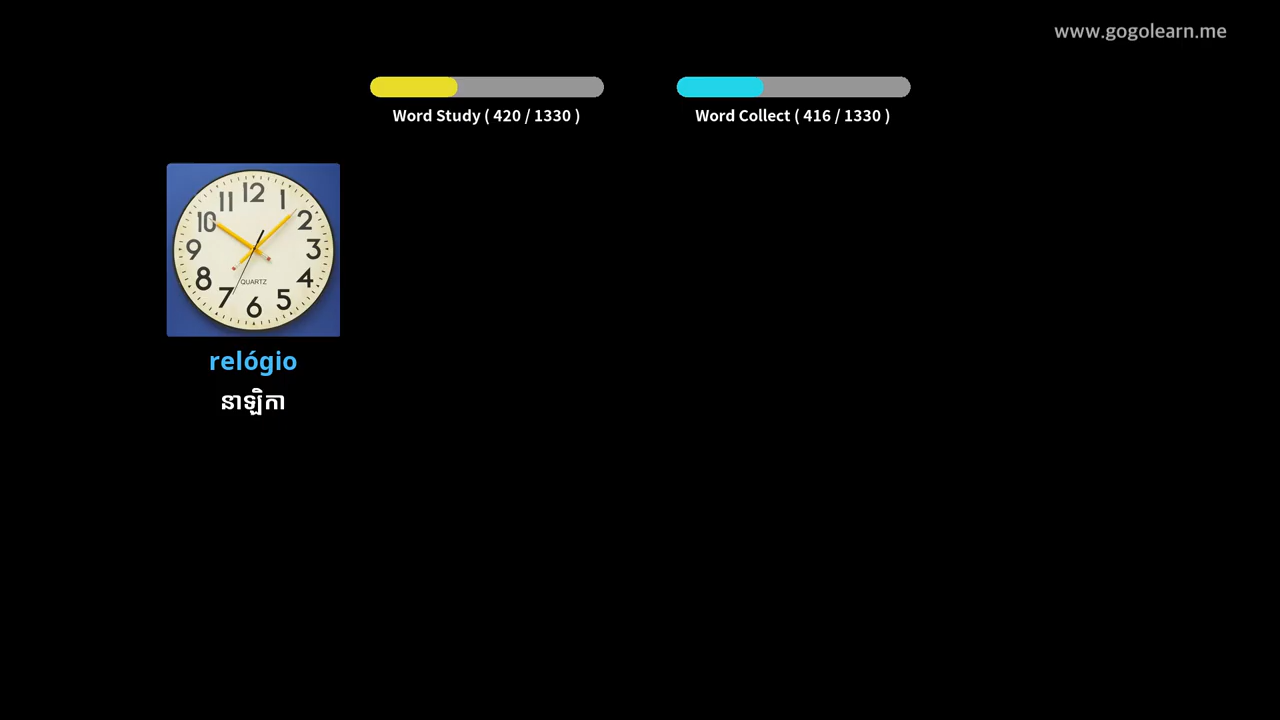 www.gogolearn.me
Word Study ( 420 / 1330 )
Word Collect ( 416 / 1330 )
12
1
2
3
4
5
6
7
8
9
10
11
QUARTZ
relógio
នាឡិកា